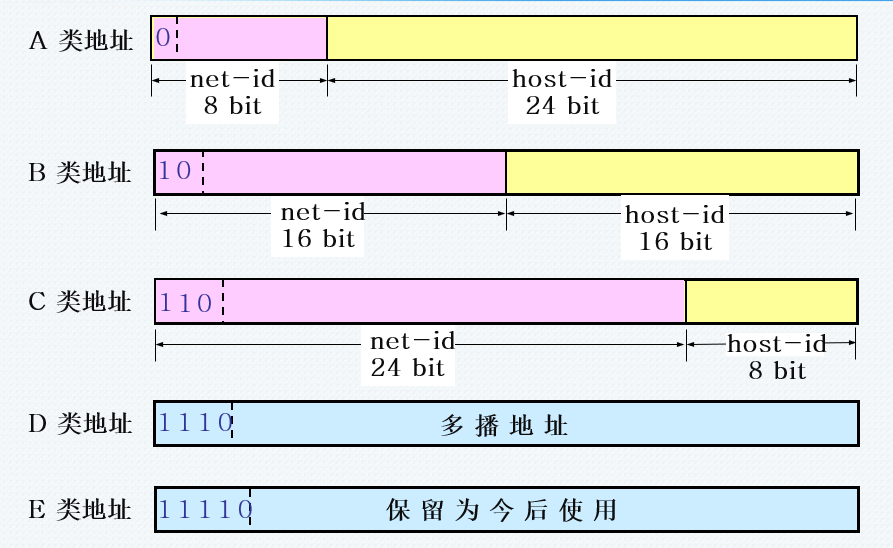 A 类地址 0
net-id host-id
8 bit 24 bit
B 类地址 10
net-id host-id
16 bit 16 bit
C 类地址 110
net-id host-id
24 bit 8 bit
D 类地址 1110 多播地址
E 类地址 11110 保留为今后使用